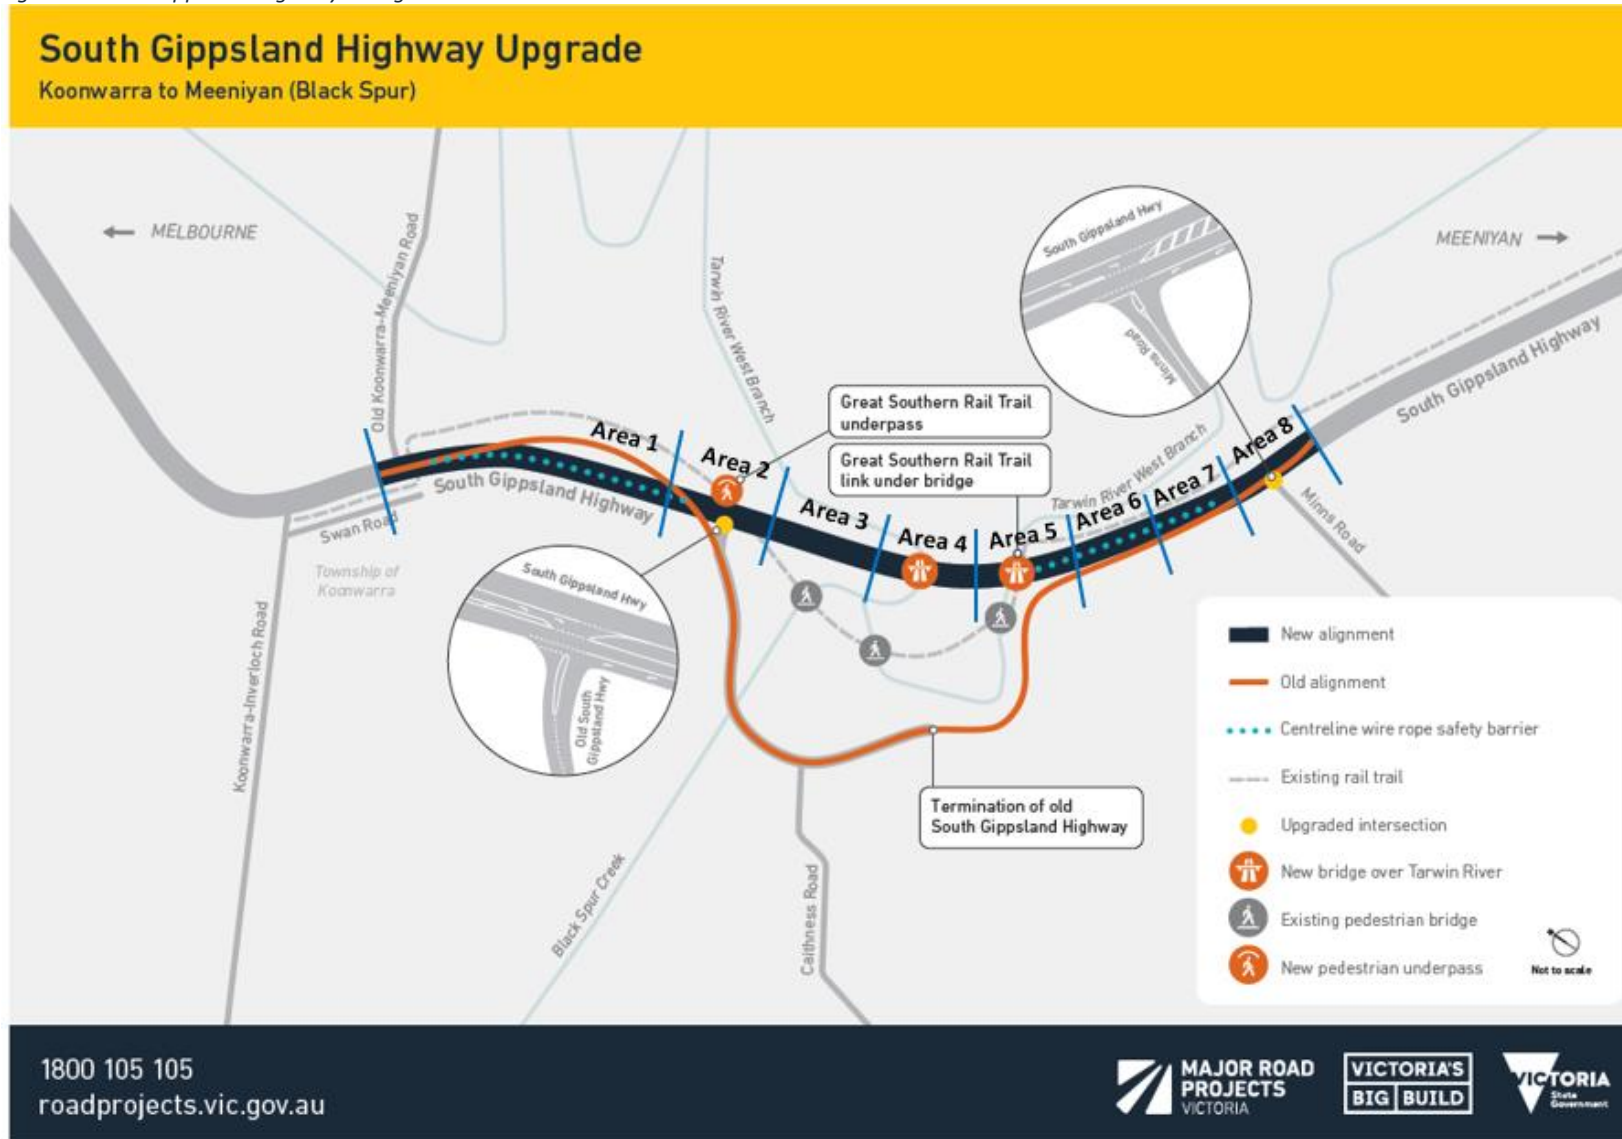 South Gippsland Highway Upgrade
Koonwarra to Meeniyan (Black Spur)
MELBOURNE
MEENIYAN
Old Koonwarra-Meeniyan Road
Tarwin River West Branch
South Gippsland Hwy
Minns Road
South Gippsland Highway
Great Southern Rail Trail
underpass
Great Southern Rail Trail
link under bridge
Tarwin River West Branch
Area 1
Area 2
Area 3
Area 4
Area 5
Area 6
Area 7
Area 8
South Gippsland Highway
Swan Road
Township of
Koonwarra
Minns Road
South Gippsland Hwy
Old South
Gippsland Hwy
Koonwarra-Inverloch Road
Black Spur Creek
Caithness Road
Termination of old
South Gippsland Highway
New alignment
Old alignment
Centreline wire rope safety barrier
Existing rail trail
Upgraded intersection
New bridge over Tarwin River
Existing pedestrian bridge
New pedestrian underpass
Not to scale
1800 105 105
roadprojects.vic.gov.au
MAJOR ROAD
PROJECTS
VICTORIA
VICTORIA'S
BIG BUILD
VICTORIA
State
Government